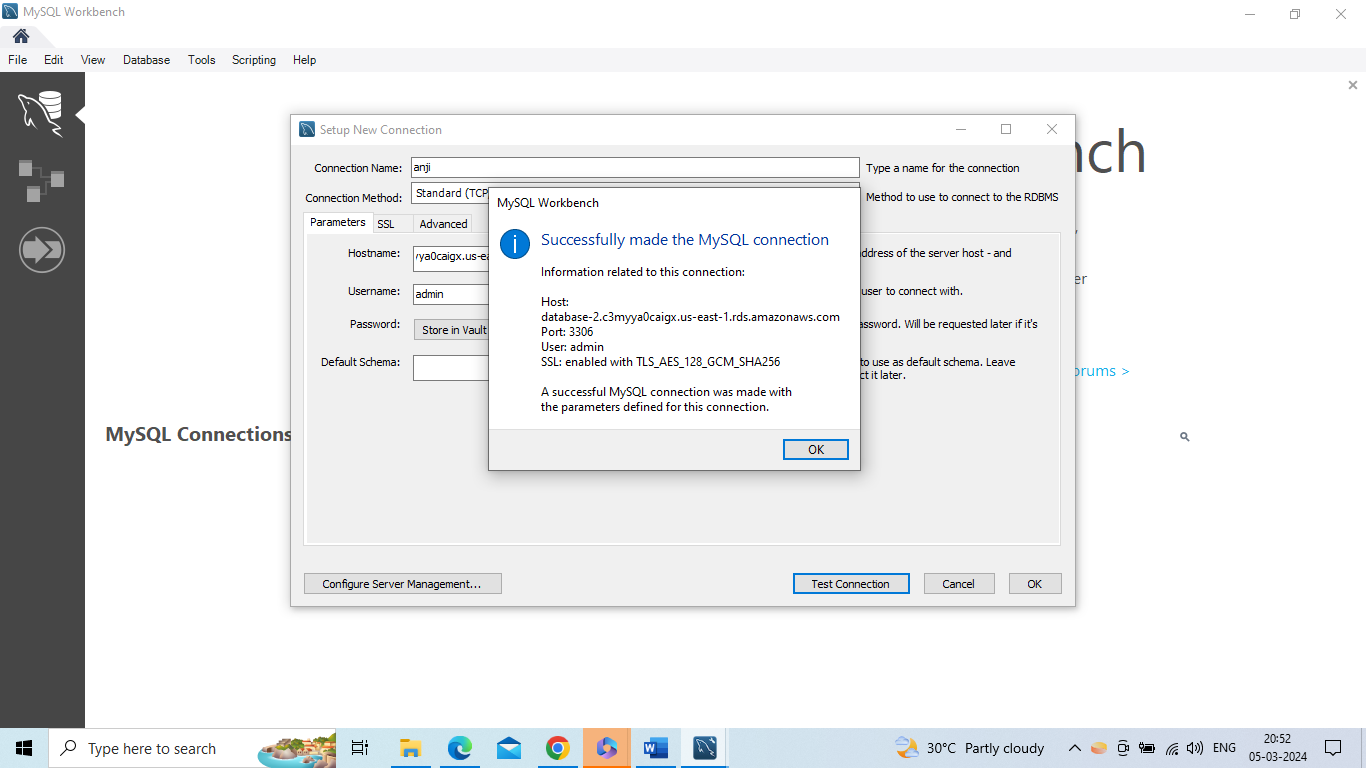 MySQL Workbench
File Edit View Database Tools Scripting Help
nch
Setup New Connection
Connection Name: anji Type a name for the connection
Connection Method: Standard (TCP Method to use to connect to the RDBMS
Parameters SSL Advanced
MySQL Workbench
Successfully made the MySQL connection
Information related to this connection:
Host:
database-2.c3myya0caigx.us-east-1.rds.amazonaws.com
Port: 3306
User: admin
SSL: enabled with TLS_AES_128_GCM_SHA256
A successful MySQL connection was made with
the parameters defined for this connection.
OK
Hostname: ya0caigx.us-ea ddress of the server host - and
Username: admin user to connect with.
Password: Store in Vault assword. Will be requested later if it's
Default Schema: to use as default schema. Leave
ct it later.
er
orums >
MySQL Connections
Configure Server Management... Test Connection Cancel OK
Type here to search 30°C Partly cloudy ENG 20:52
05-03-2024